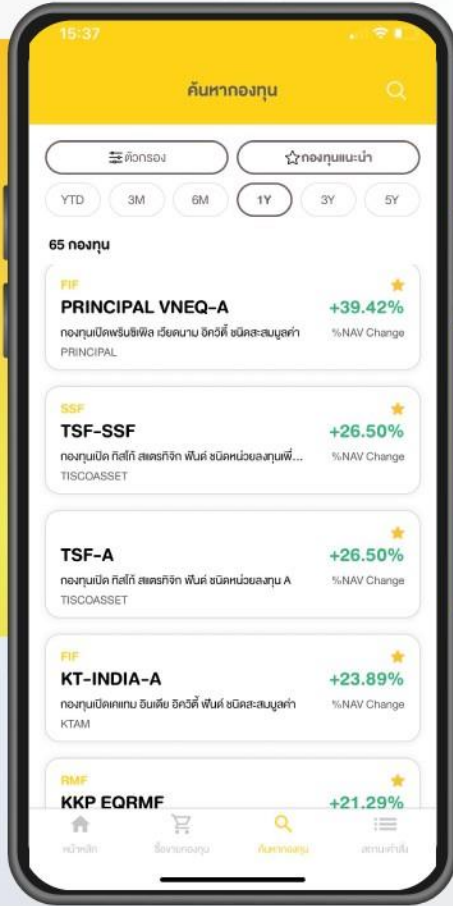 15:37
ค้นหากองทุน
ตัวกรอง
กองทุนแนะนำ
YTD 3M 6M 1Y 3Y 5Y
65 กองทุน
FIF
PRINCIPAL VNEQ-A +39.42%
กองทุนเปิดพรินซิเพิล เวียดนาม อิควิตี้ ชนิดสะสมมูลค่า %NAV Change
PRINCIPAL
SSF
TSF-SSF +26.50%
กองทุนเปิด ทิสโก้ สแตรทิจิก ฟันด์ ชนิดหน่วยลงทุนเพื่... %NAV Change
TISCOASSET
TSF-A +26.50%
กองทุนเปิด ทิสโก้ สแตรทิจิก ฟันด์ ชนิดหน่วยลงทุน A %NAV Change
TISCOASSET
FIF
KT-INDIA-A +23.89%
กองทุนเปิดเคแทม อินเดีย อิควิตี้ ฟันด์ ชนิดสะสมมูลค่า %NAV Change
KTAM
RMF
KKP EQRMF +21.29%
หน้าหลัก ซื้อขายกองทุน ค้นหากองทุน สถานะคำสั่ง